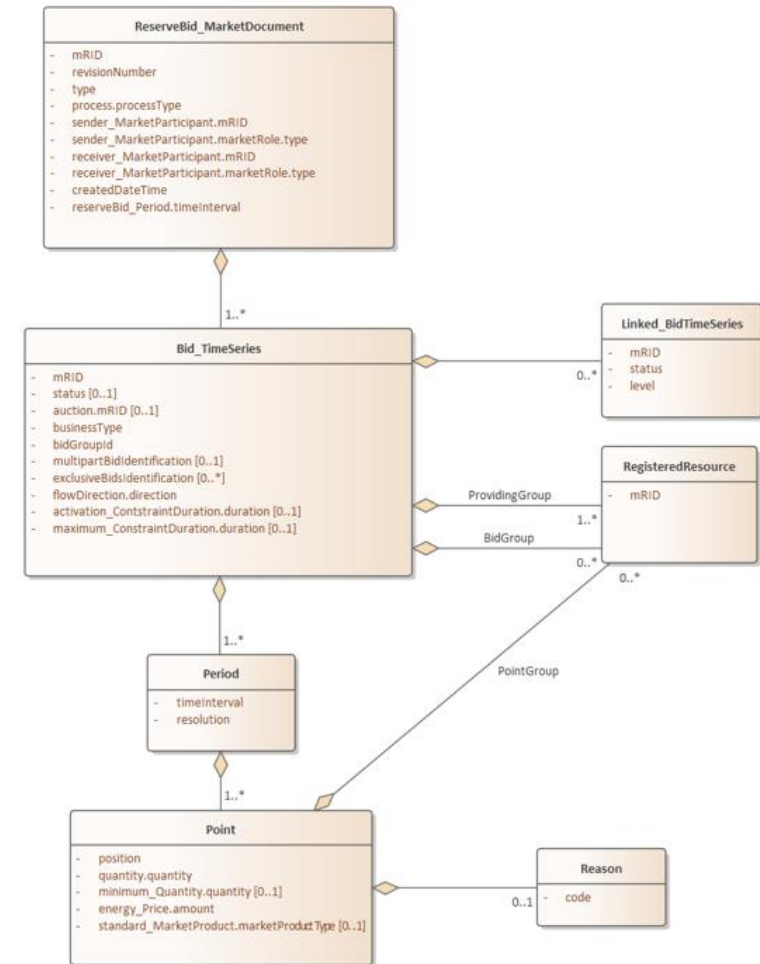 ReserveBid_MarketDocument
- mRID
- revisionNumber
- type
- process.processType
- sender_MarketParticipant.mRID
- sender_MarketParticipant.marketRole.type
- receiver_MarketParticipant.mRID
- receiver_MarketParticipant.marketRole.type
- createdDateTime
- reserveBid_Period.timeInterval
1..*
Bid_TimeSeries
- mRID
- status [0..1]
- auction.mRID [0..1]
- businessType
- bidGroupId
- multipartBidIdentification [0..1]
- exclusiveBidsIdentification [0..*]
- flowDirection.direction
- activation_ContstraintDuration.duration [0..1]
- maximum_ConstraintDuration.duration [0..1]
Linked_BidTimeSeries
- mRID
- status
- level
0..*
RegisteredResource
- mRID
ProvidingGroup
1..*
BidGroup
0..*
0..*
1..*
Period
- timeInterval
- resolution
PointGroup
1..*
Point
- position
- quantity.quantity
- minimum_Quantity.quantity [0..1]
- energy_Price.amount
- standard_MarketProduct.marketProductType [0..1]
Reason
- code
0..1